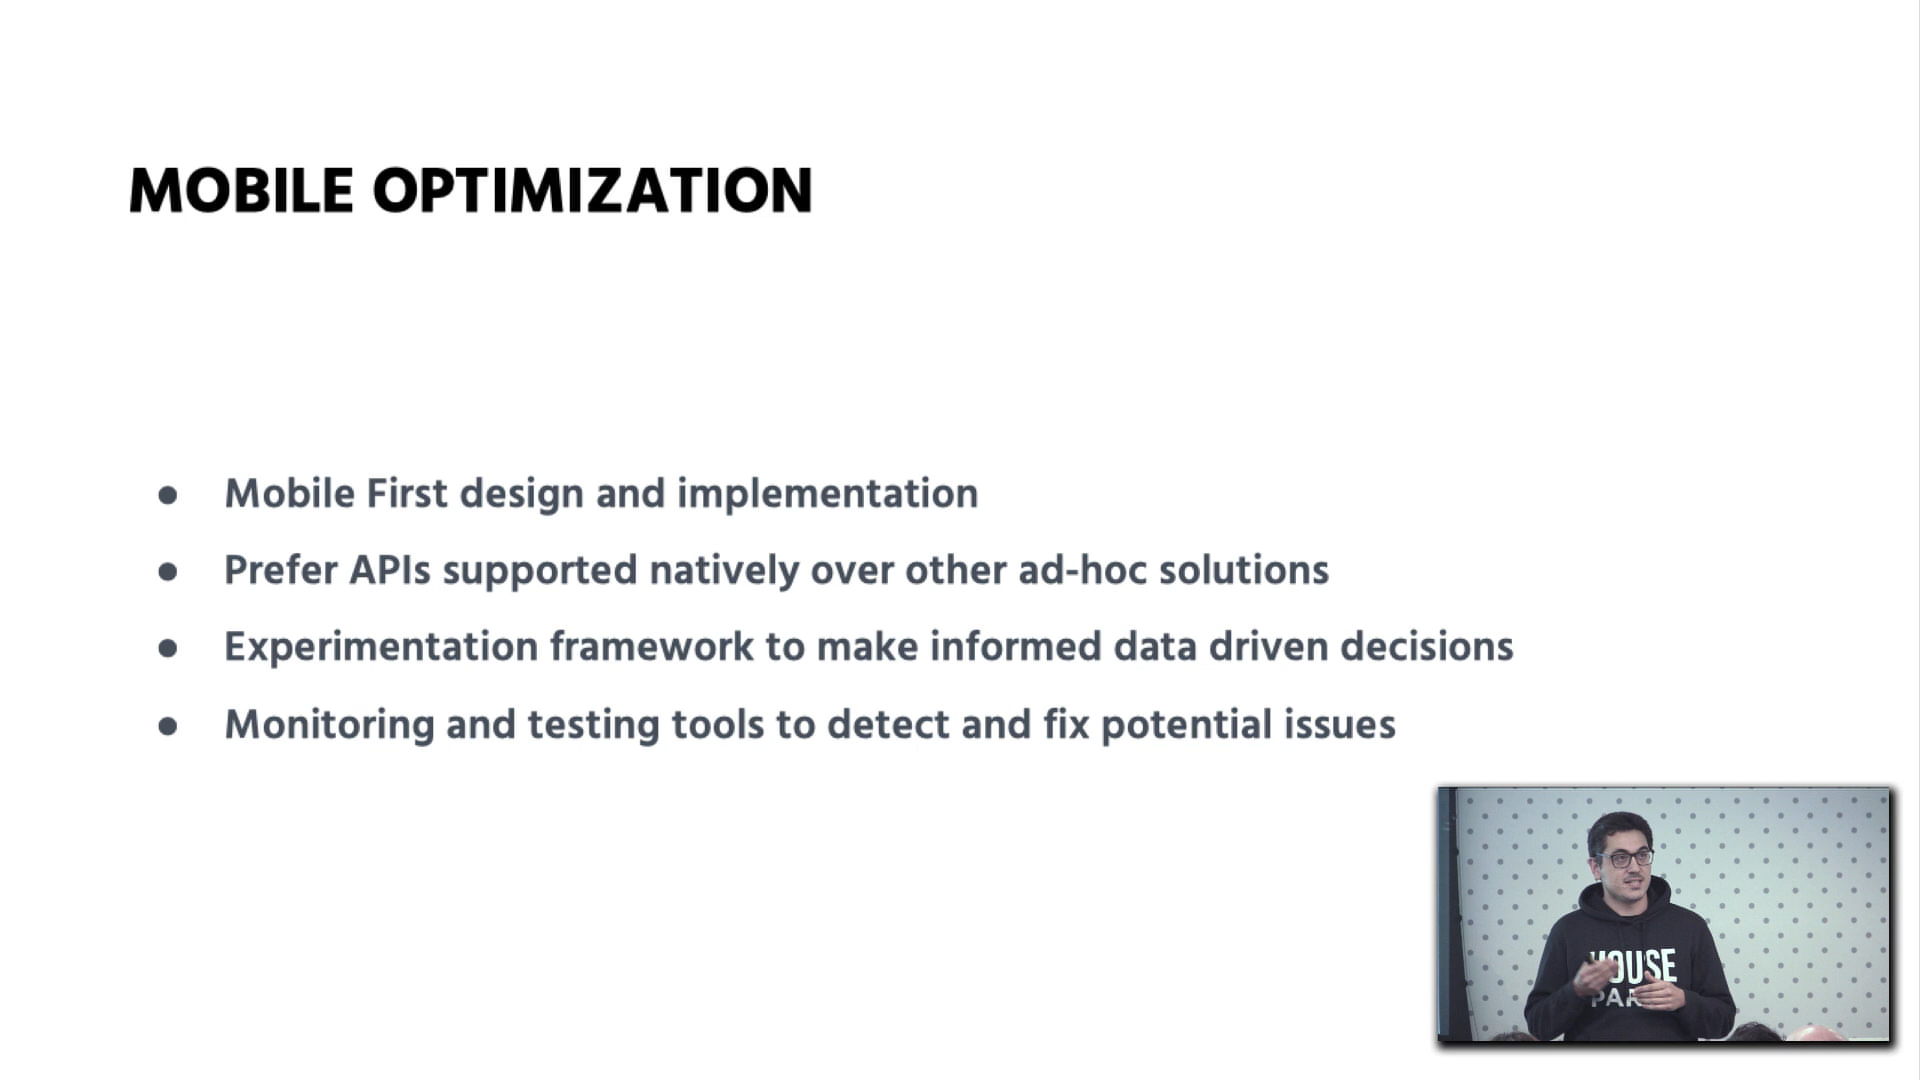 MOBILE OPTIMIZATION
● Mobile First design and implementation
● Prefer APIs supported natively over other ad-hoc solutions
● Experimentation framework to make informed data driven decisions
● Monitoring and testing tools to detect and fix potential issues
HOUSE